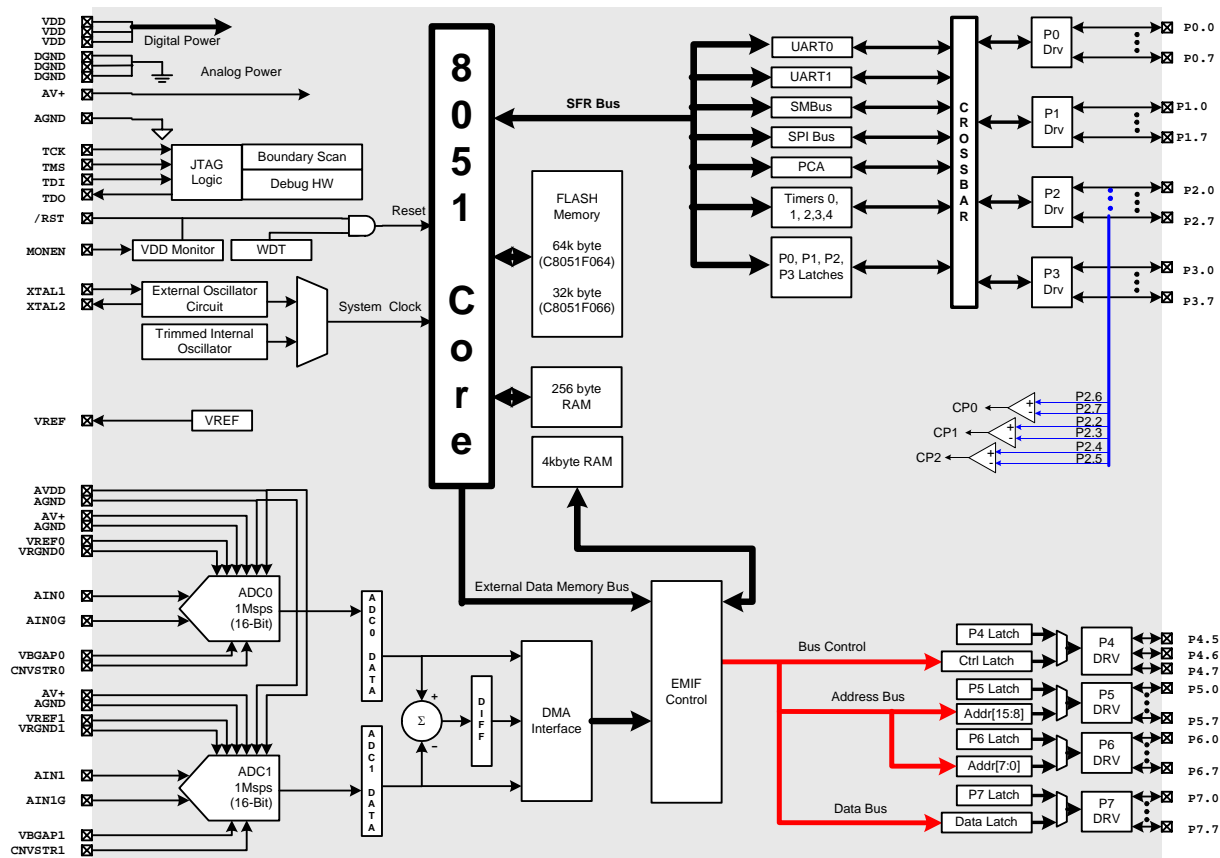 VDD
VDD
VDD
Digital Power
DGND
DGND
DGND
Analog Power
AV+
AGND
TCK
TMS
TDI
TDO
JTAG
Logic
Boundary Scan
Debug HW
/RST
Reset
MONEN
VDD Monitor
WDT
XTAL1
XTAL2
External Oscillator
Circuit
System Clock
Trimmed Internal
Oscillator
VREF
VREF
8051 Core
SFR Bus
FLASH
Memory
64k byte
(C8051F064)
32k byte
(C8051F066)
256 byte
RAM
4kbyte RAM
UART0
UART1
SMBus
SPI Bus
PCA
Timers 0,
1, 2,3,4
P0, P1, P2,
P3 Latches
CROSSBAR
P0
Drv
P1
Drv
P2
Drv
P3
Drv
P0.0
P0.7
P1.0
P1.7
P2.0
P2.7
P3.0
P3.7
CP0
+
-
P2.6
P2.7
CP1
+
-
P2.2
P2.3
CP2
+
-
P2.4
P2.5
AVDD
AGND
AV+
AGND
VREF0
VRGND0
AIN0
AIN0G
VBGAP0
CNVSTR0
ADC0
1Msps
(16-Bit)
AV+
AGND
VREF1
VRGND1
AIN1
AIN1G
VBGAP1
CNVSTR1
ADC1
1Msps
(16-Bit)
ADC0 DATA
ADC1 DATA
+
Σ
−
DIFF
DMA
Interface
External Data Memory Bus
EMIF
Control
Bus Control
Address Bus
Data Bus
P4 Latch
Ctrl Latch
P5 Latch
Addr[15:8]
P6 Latch
Addr[7:0]
P7 Latch
Data Latch
P4
DRV
P5
DRV
P6
DRV
P7
DRV
P4.5
P4.6
P4.7
P5.0
P5.7
P6.0
P6.7
P7.0
P7.7